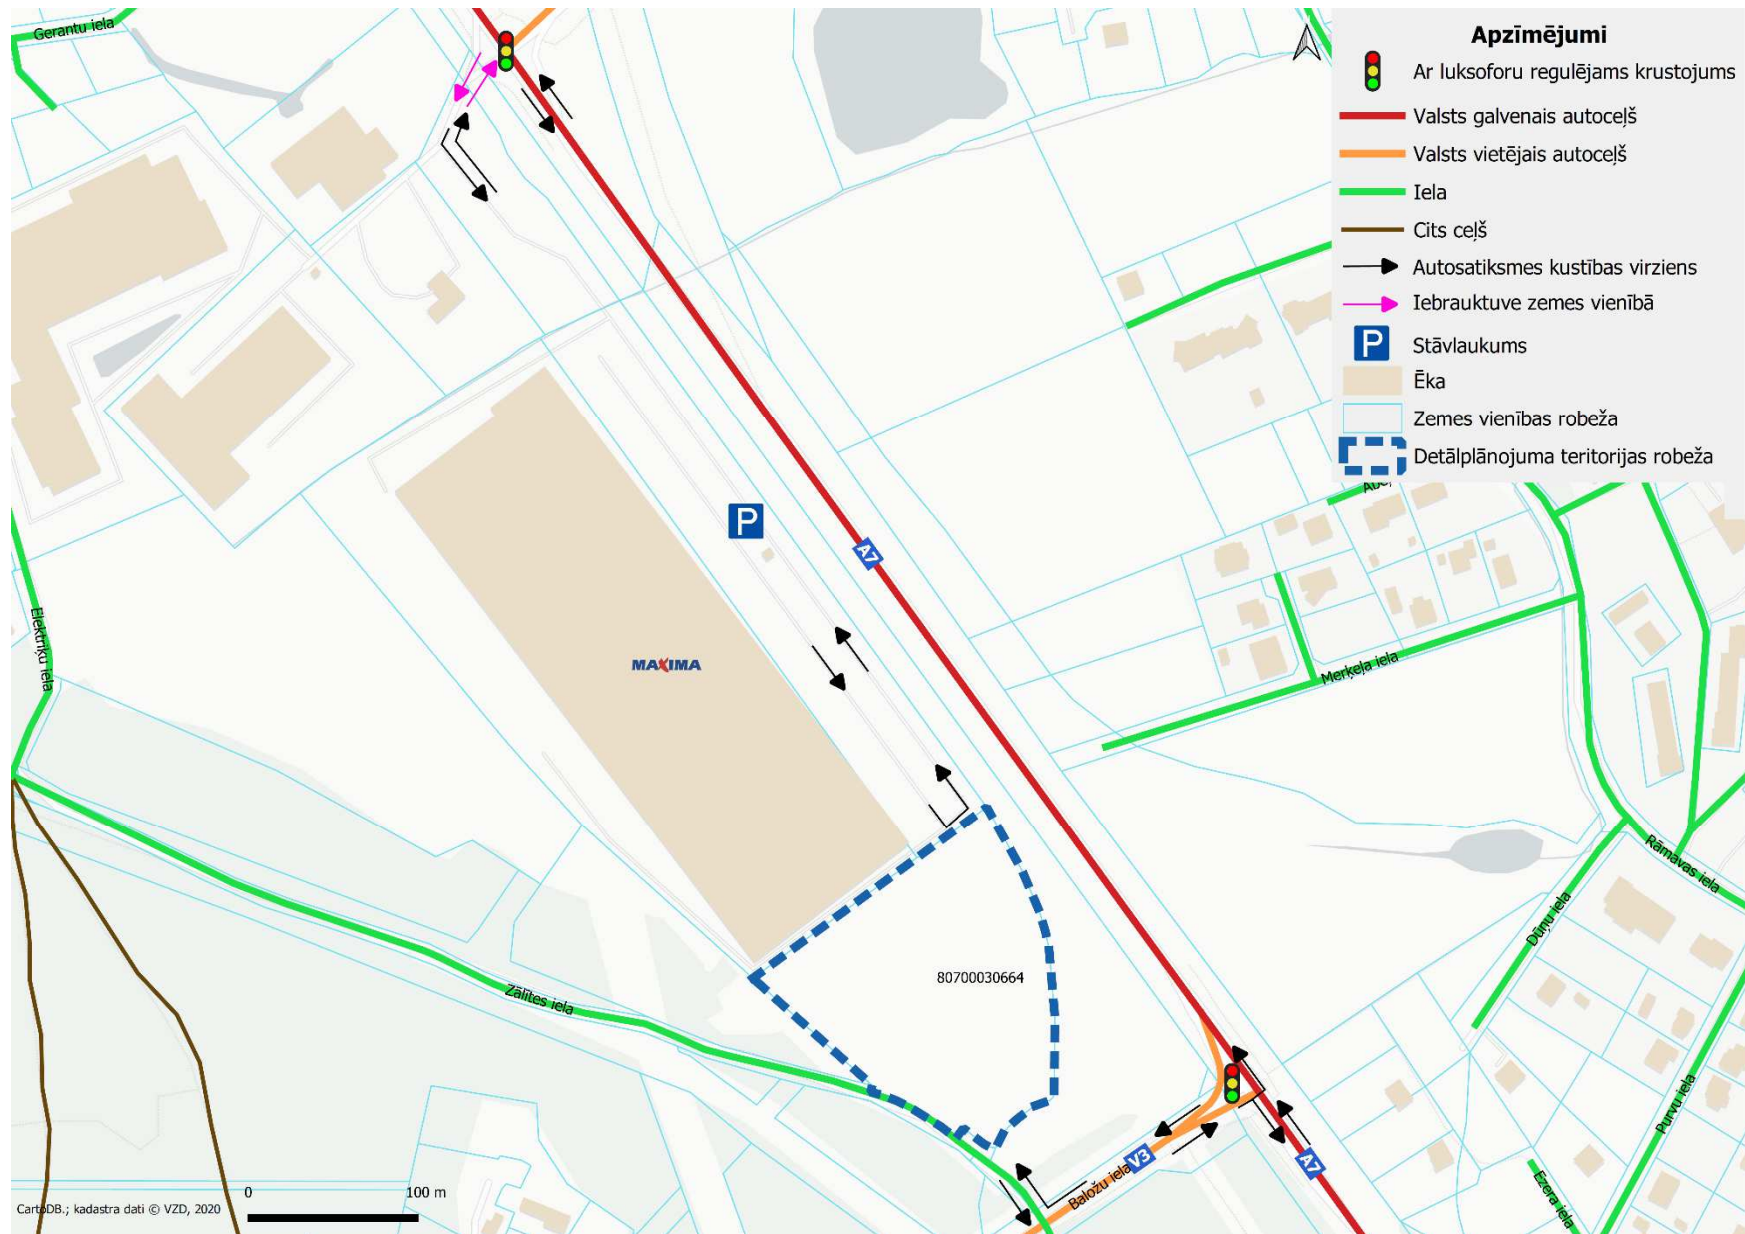 Gerantu iela
Apzīmējumi
Ar luksoforu regulējams krustojums
Valsts galvenais autoceļš
Valsts vietējais autoceļš
Iela
Cits ceļš
Autosatiksmes kustības virziens
Iebrauktuve zemes vienībā
P
Stāvlaukums
Ēka
Zemes vienības robeža
Detālplānojuma teritorijas robeža
P
A7
Elektriķu iela
MAXIMA
Merķeļa iela
Rāmavas iela
Dūņu iela
80700030664
Zālītes iela
Purvu iela
V3
A7
Baložu iela
Ezera iela
0
100 m
CartoDB.; kadastra dati © VZD, 2020